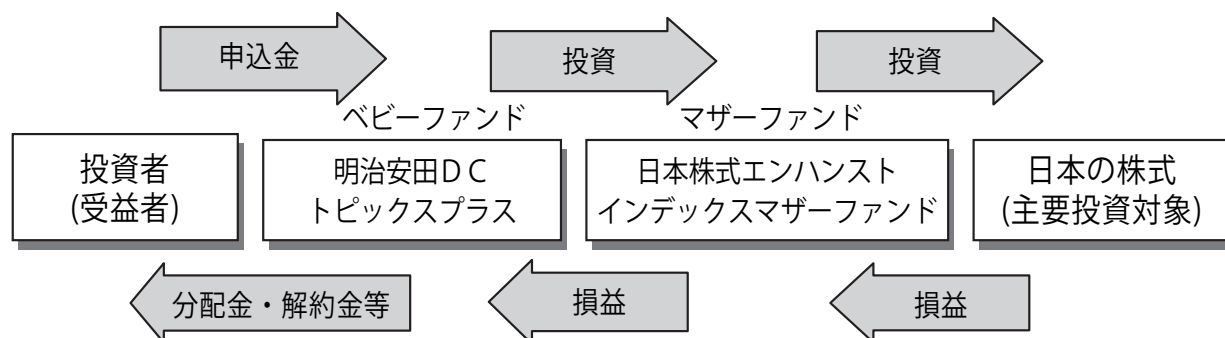 申込金
投資
投資
ベビーファンド
マザーファンド
投資者
(受益者)
明治安田ＤＣ
トピックスプラス
日本株式エンハンスト
インデックスマザーファンド
日本の株式
(主要投資対象)
分配金・解約金等
損益
損益